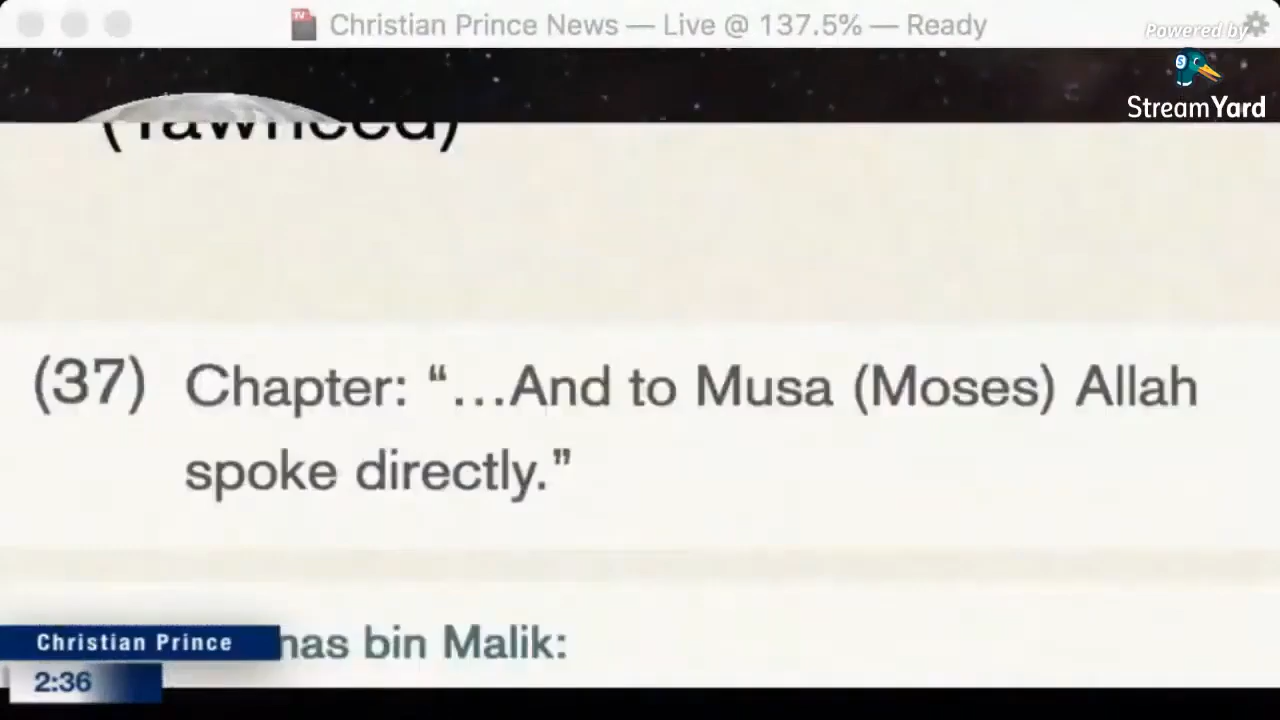 Christian Prince News — Live @ 137.5% — Ready
Powered by
StreamYard
(Tawheed)
(37) Chapter: “…And to Musa (Moses) Allah
spoke directly.”
bin Malik:
Christian Prince
2:36